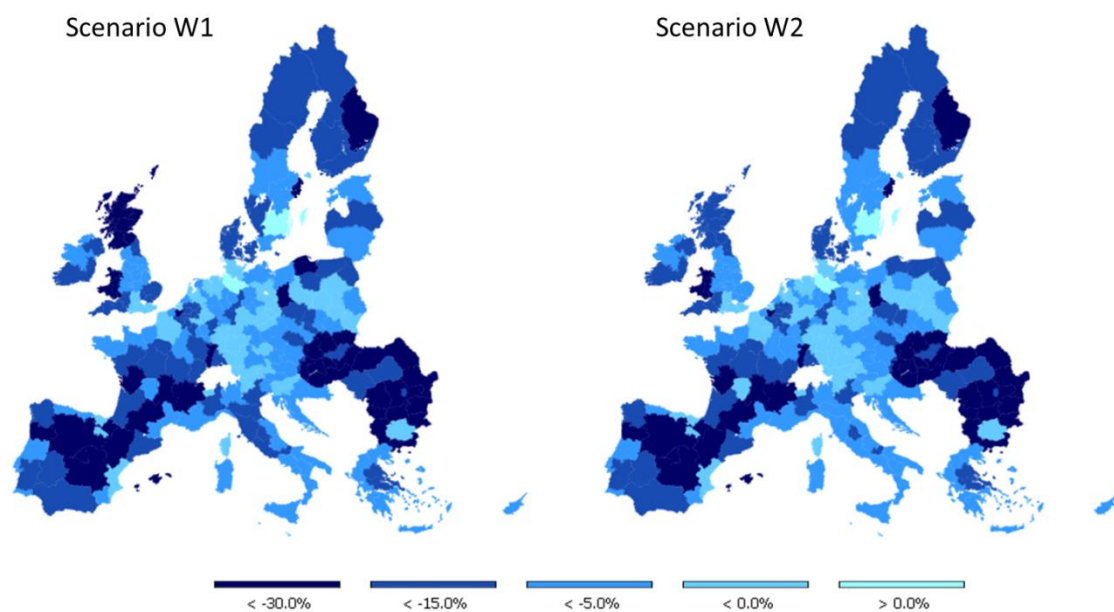 Scenario W1
Scenario W2
< -30.0%
< -15.0%
< -5.0%
< 0.0%
> 0.0%